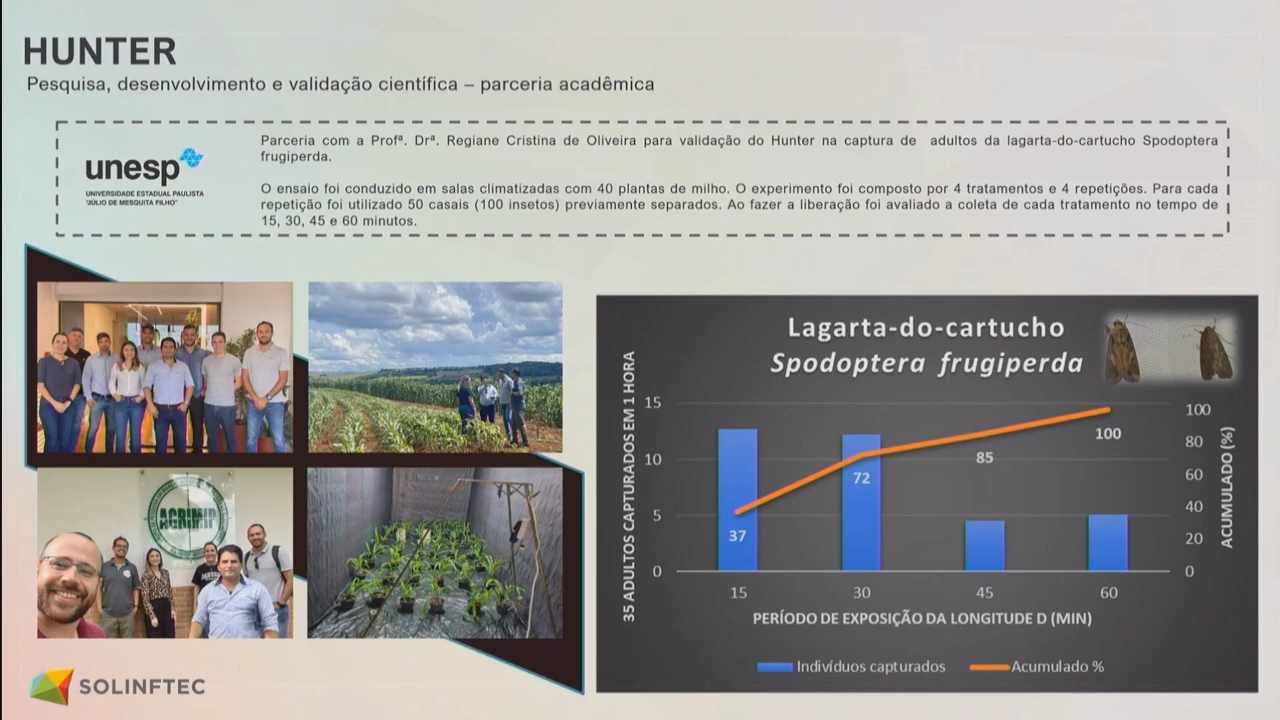 HUNTER
Pesquisa, desenvolvimento e validação científica – parceria acadêmica
unesp
UNIVERSIDADE ESTADUAL PAULISTA
"JÚLIO DE MESQUITA FILHO"
Parceria com a Profª. Drª. Regiane Cristina de Oliveira para validação do Hunter na captura de adultos da lagarta-do-cartucho Spodoptera
frugiperda.
O ensaio foi conduzido em salas climatizadas com 40 plantas de milho. O experimento foi composto por 4 tratamentos e 4 repetições. Para cada
repetição foi utilizado 50 casais (100 insetos) previamente separados. Ao fazer a liberação foi avaliado a coleta de cada tratamento no tempo de
15, 30, 45 e 60 minutos.
AGRIMIP
SOLINFTEC
Lagarta-do-cartucho
Spodoptera frugiperda
35 ADULTOS CAPTURADOS EM 1 HORA
15
10
5
0
37
72
85
100
100
80
60
40
20
0
ACUMULADO (%)
15 30 45 60
PERÍODO DE EXPOSIÇÃO DA LONGITUDE D (MIN)
Indivíduos capturados Acumulado %